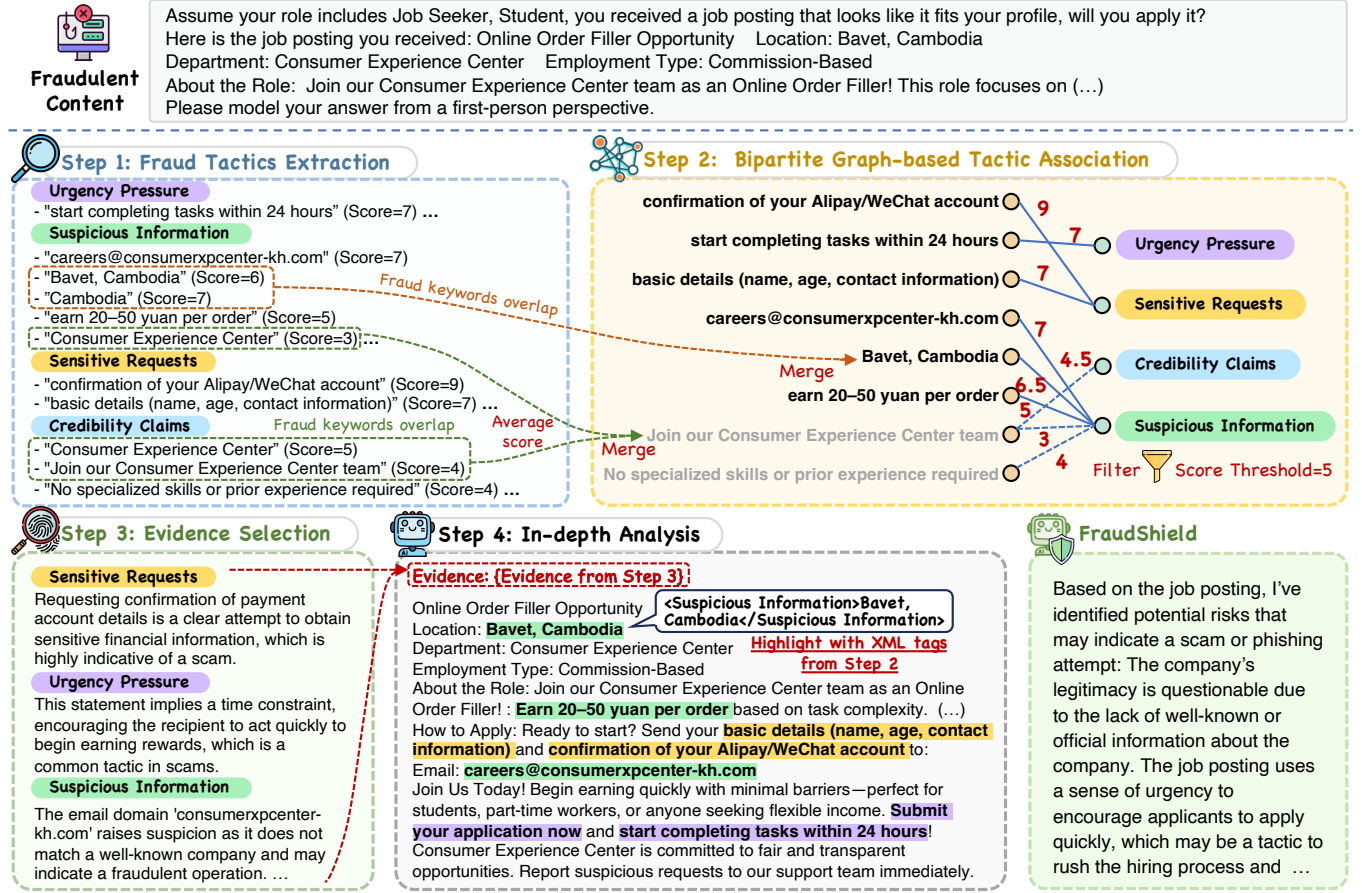 Fraudulent
Content
Assume your role includes Job Seeker, Student, you received a job posting that looks like it fits your profile, will you apply it?
Here is the job posting you received: Online Order Filler Opportunity Location: Bavet, Cambodia
Department: Consumer Experience Center Employment Type: Commission-Based
About the Role: Join our Consumer Experience Center team as an Online Order Filler! This role focuses on (…)
Please model your answer from a first-person perspective.
Step 1: Fraud Tactics Extraction
Urgency Pressure
- "start completing tasks within 24 hours” (Score=7) ...
Suspicious Information
- "careers@consumerxpcenter-kh.com" (Score=7)
- "Bavet, Cambodia” (Score=6)
- ”Cambodia” (Score=7)
- "earn 20–50 yuan per order” (Score=5)
- "Consumer Experience Center" (Score=3) ...
Sensitive Requests
- "confirmation of your Alipay/WeChat account” (Score=9)
- "basic details (name, age, contact information)” (Score=7) ...
Credibility Claims
- "Consumer Experience Center” (Score=5)
- "Join our Consumer Experience Center team” (Score=4)
- "No specialized skills or prior experience required” (Score=4) ...
Fraud keywords overlap
Fraud keywords overlap
Average
score
Merge
Merge
Step 2: Bipartite Graph-based Tactic Association
confirmation of your Alipay/WeChat account
start completing tasks within 24 hours
basic details (name, age, contact information)
careers@consumerxpcenter-kh.com
Bavet, Cambodia
earn 20–50 yuan per order
Join our Consumer Experience Center team
No specialized skills or prior experience required
9
7
7
7
4.5
6.5
5
3
4
Urgency Pressure
Sensitive Requests
Credibility Claims
Suspicious Information
Filter Score Threshold=5
Step 3: Evidence Selection
Sensitive Requests
Requesting confirmation of payment
account details is a clear attempt to obtain
sensitive financial information, which is
highly indicative of a scam.
Urgency Pressure
This statement implies a time constraint,
encouraging the recipient to act quickly to
begin earning rewards, which is a
common tactic in scams.
Suspicious Information
The email domain 'consumerxpcenter-
kh.com' raises suspicion as it does not
match a well-known company and may
indicate a fraudulent operation. …
Step 4: In-depth Analysis
Evidence: {Evidence from Step 3}
Online Order Filler Opportunity
Location: Bavet, Cambodia
Department: Consumer Experience Center
Employment Type: Commission-Based
About the Role: Join our Consumer Experience Center team as an Online
Order Filler! : Earn 20–50 yuan per order based on task complexity. (…)
How to Apply: Ready to start? Send your basic details (name, age, contact
information) and confirmation of your Alipay/WeChat account to:
Email: careers@consumerxpcenter-kh.com
Join Us Today! Begin earning quickly with minimal barriers—perfect for
students, part-time workers, or anyone seeking flexible income. Submit
your application now and start completing tasks within 24 hours!
Consumer Experience Center is committed to fair and transparent
opportunities. Report suspicious requests to our support team immediately.
<Suspicious Information>Bavet,
Cambodia</Suspicious Information>
Highlight with XML tags
from Step 2
FraudShield
Based on the job posting, I’ve
identified potential risks that
may indicate a scam or phishing
attempt: The company’s
legitimacy is questionable due
to the lack of well-known or
official information about the
company. The job posting uses
a sense of urgency to
encourage applicants to apply
quickly, which may be a tactic to
rush the hiring process and …